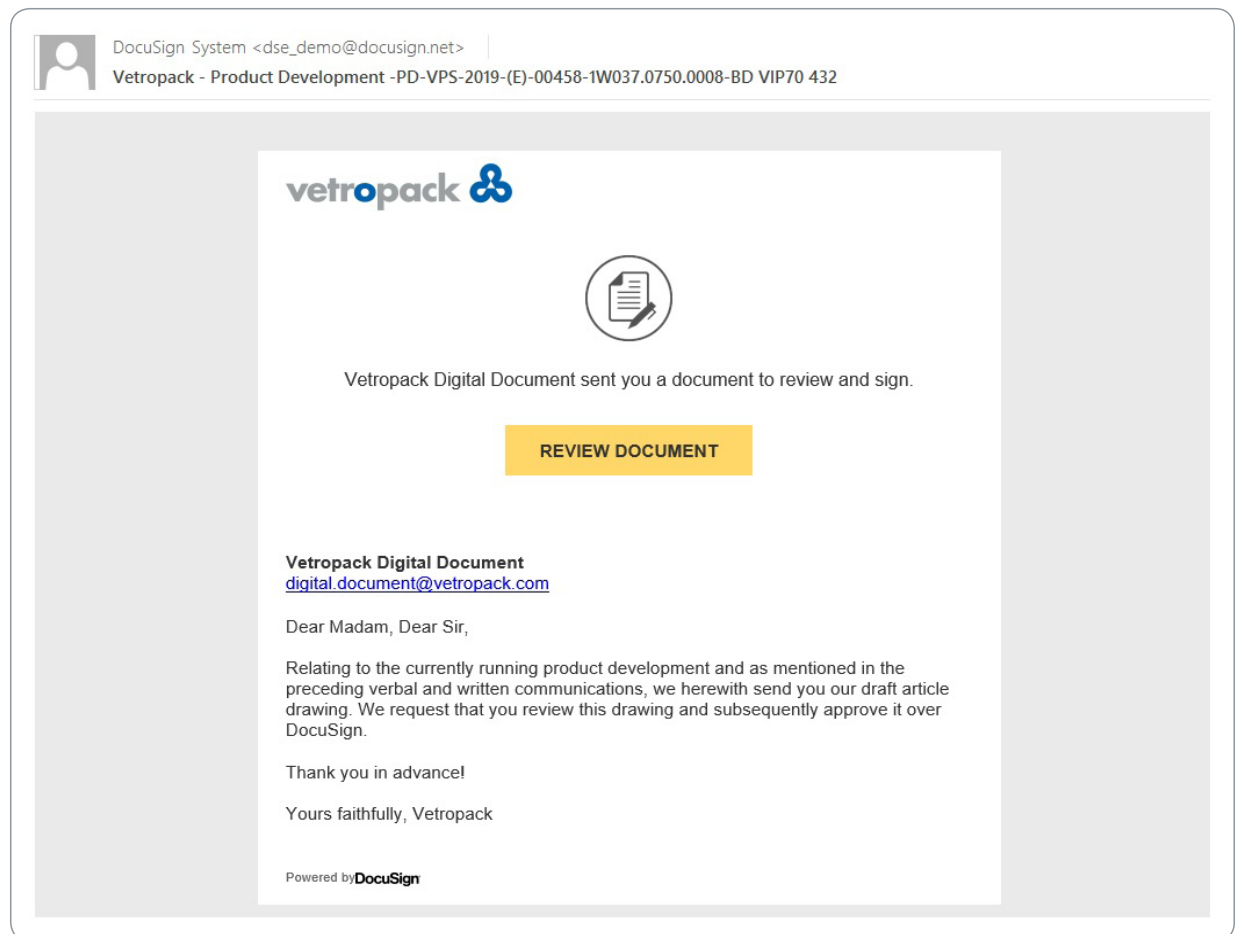 DocuSign System <dse_demo@docusign.net>
Vetropack - Product Development -PD-VPS-2019-(E)-00458-1W037.0750.0008-BD VIP70 432
vetropack
Vetropack Digital Document sent you a document to review and sign.
REVIEW DOCUMENT
Vetropack Digital Document
digital.document@vetropack.com
Dear Madam, Dear Sir,
Relating to the currently running product development and as mentioned in the
preceding verbal and written communications, we herewith send you our draft article
drawing. We request that you review this drawing and subsequently approve it over
DocuSign.
Thank you in advance!
Yours faithfully, Vetropack
Powered by DocuSign